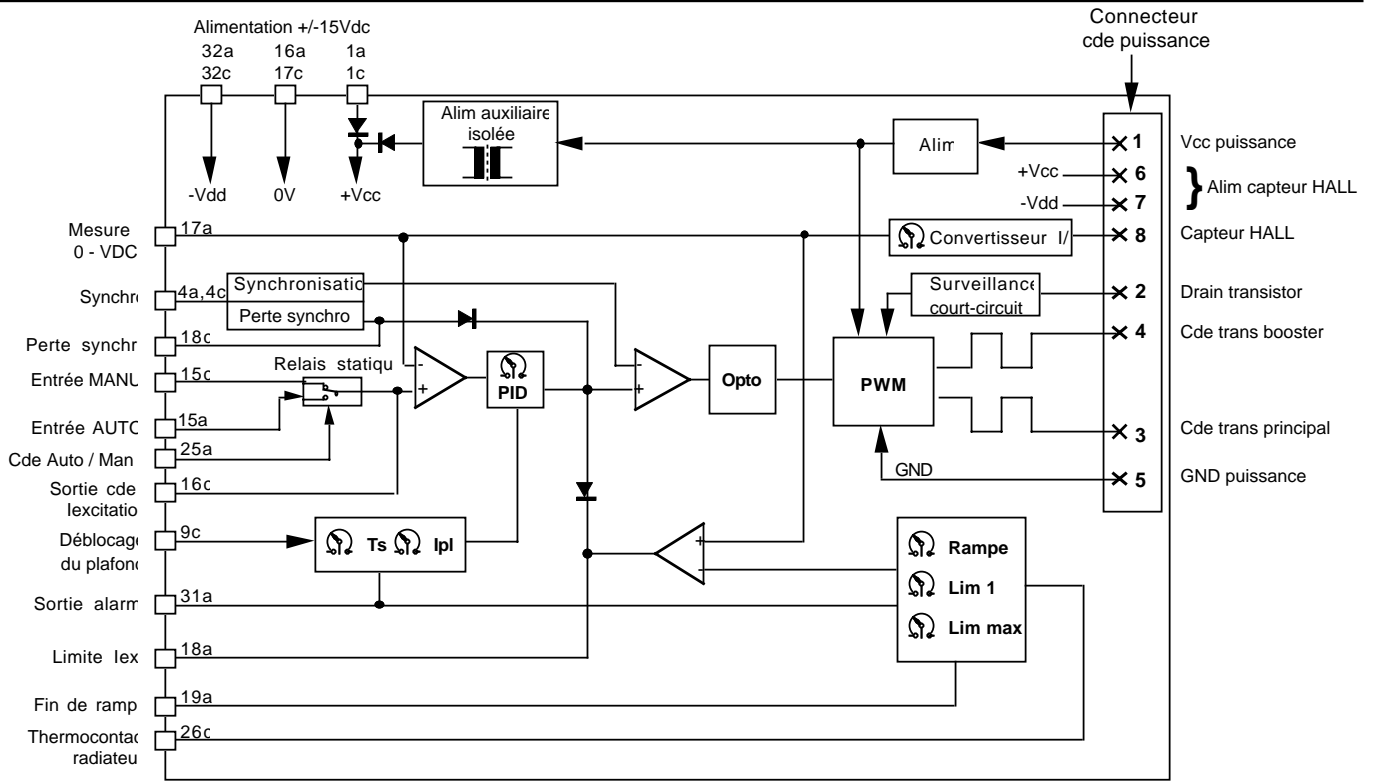 Connecteur
cde puissance
Alimentation +/-15Vdc
32a 16a 1a
32c 17c 1c
Alim auxiliaire
isolée
Alim
1 Vcc puissance
+Vcc 6
-Vdd 7
} Alim capteur HALL
-Vdd 0V +Vcc
Mesure
0 - VDC
17a
Convertisseur I/
8 Capteur HALL
Synchr
4a,4c
Synchronisatio
Perte synchro
Surveillance
court-circuit
2 Drain transistor
4 Cde trans booster
Perte synchr
18c
Relais statiqu
Entrée MANU
15c
- +
PID
- +
Opto
PWM
Entrée AUTO
15a
3 Cde trans principal
Cde Auto / Man
25a
Sortie cde
Iexcitatio
16c
GND
5 GND puissance
Déblocage
du plafond
9c
Ts Ipl
+ -
Rampe
Lim 1
Lim max
Sortie alarm
31a
Limite Iex
18a
Fin de ramp
19a
Thermocontac
radiateu
26c